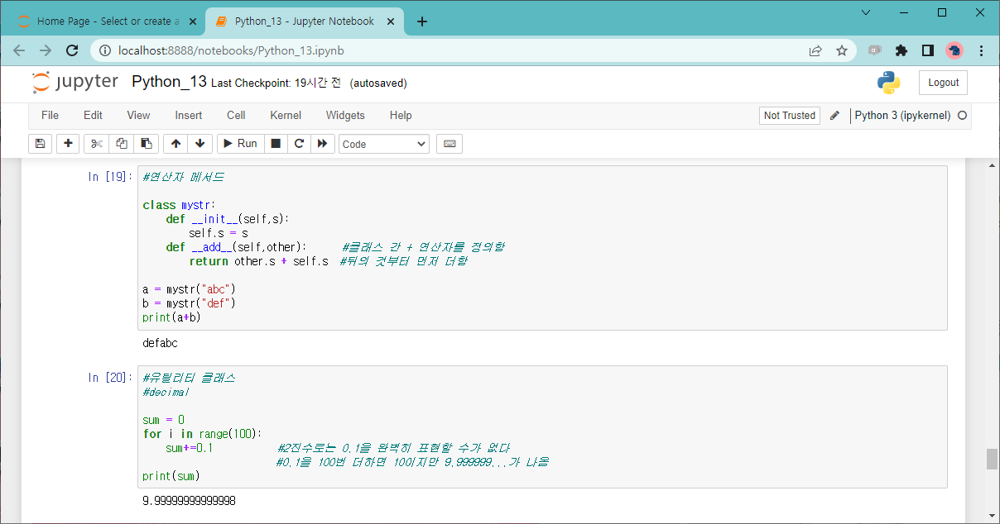 Home Page - Select or create a
Python_13 - Jupyter Notebook
localhost:8888/notebooks/Python_13.ipynb
jupyter Python_13 Last Checkpoint: 19시간 전 (autosaved)
Logout
File Edit View Insert Cell Kernel Widgets Help
Not Trusted Python 3 (ipykernel)
Run Code
In [19]: #연산자 메서드
class mystr:
    def __init__(self,s):
        self.s = s
    def __add__(self,other):      #클래스 간 + 연산자를 정의함
        return other.s + self.s  #뒤의 것부터 먼저 더함
a = mystr("abc")
b = mystr("def")
print(a+b)
defabc
In [20]: #유틸리티 클래스
#decimal
sum = 0
for i in range(100):
    sum+=0.1           #2진수로는 0.1을 완벽히 표현할 수가 없다
#0.1을 100번 더하면 10이지만 9.999999...가 나옴
print(sum)
9.99999999999998